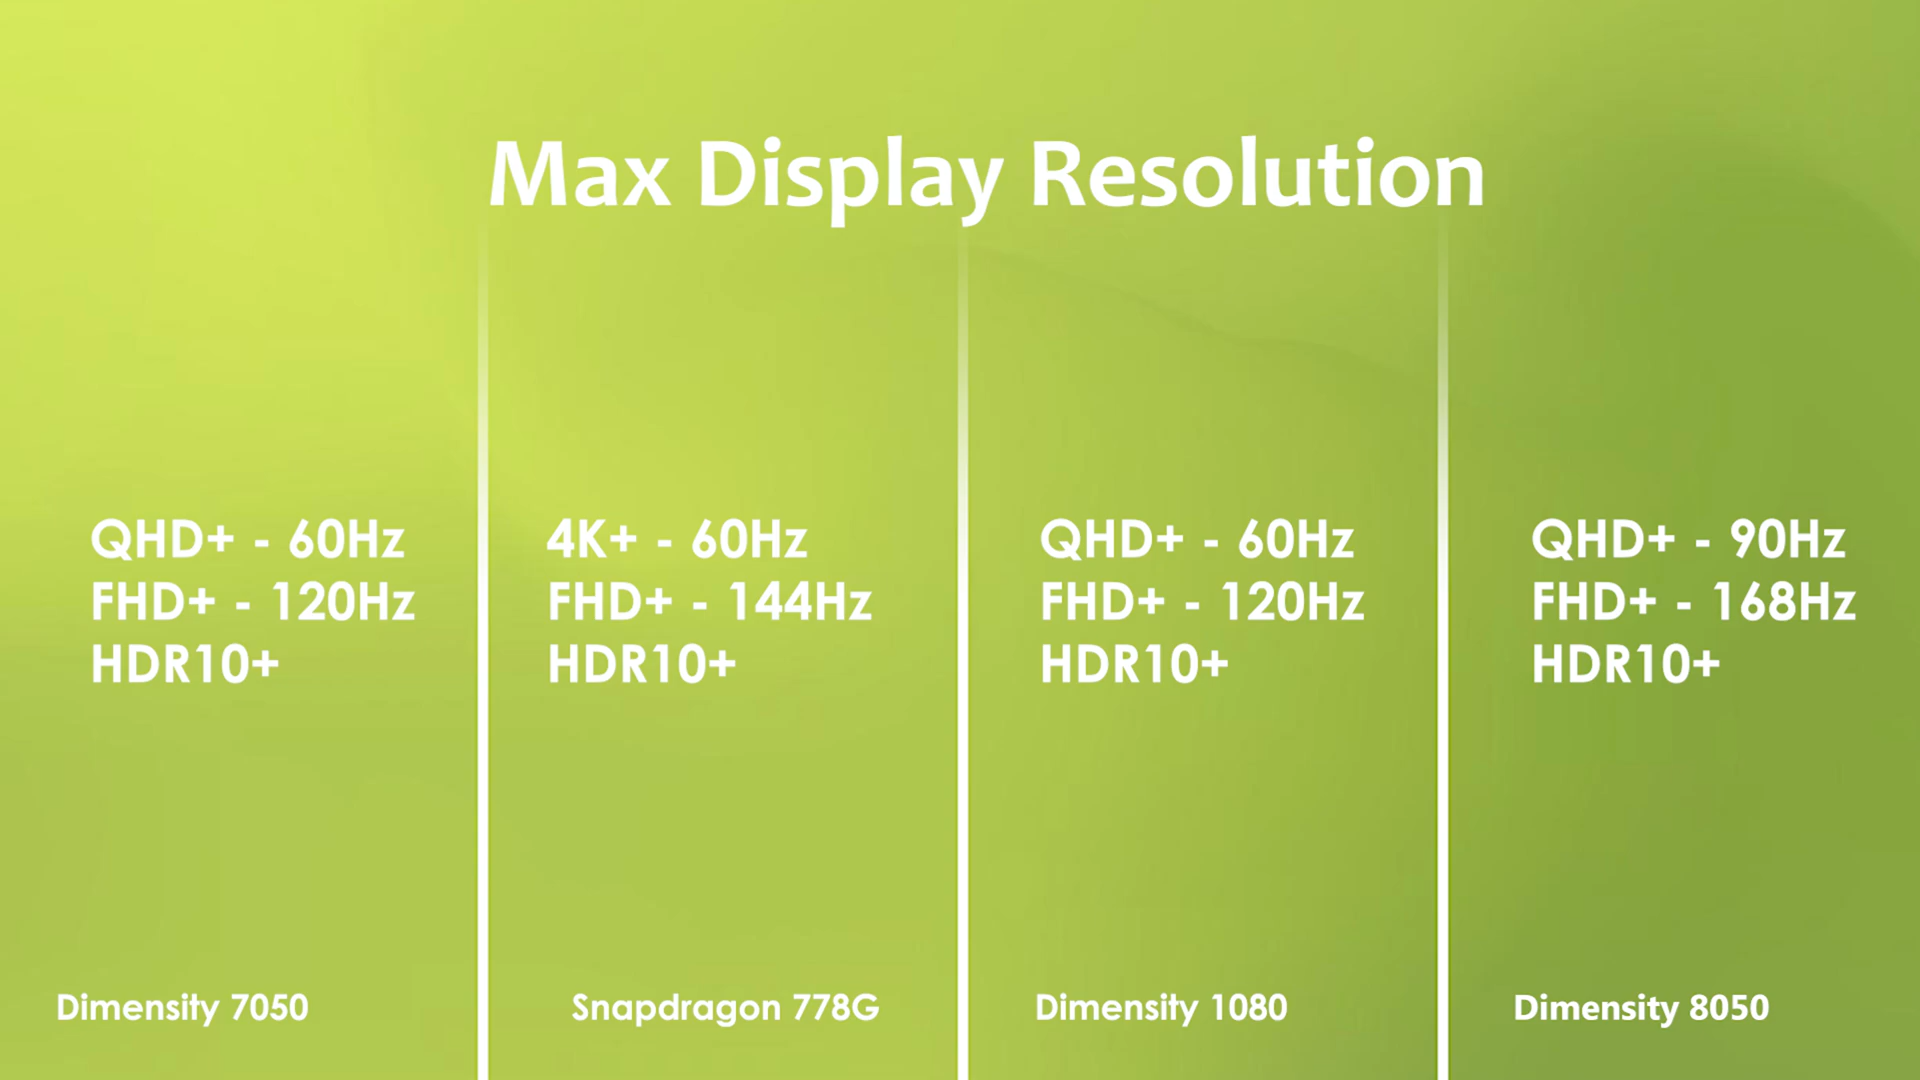 Max Display Resolution
QHD+ - 60Hz
FHD+ - 120Hz
HDR10+
Dimensity 7050
4K+ - 60Hz
FHD+ - 144Hz
HDR10+
Snapdragon 778G
QHD+ - 60Hz
FHD+ - 120Hz
HDR10+
Dimensity 1080
QHD+ - 90Hz
FHD+ - 168Hz
HDR10+
Dimensity 8050